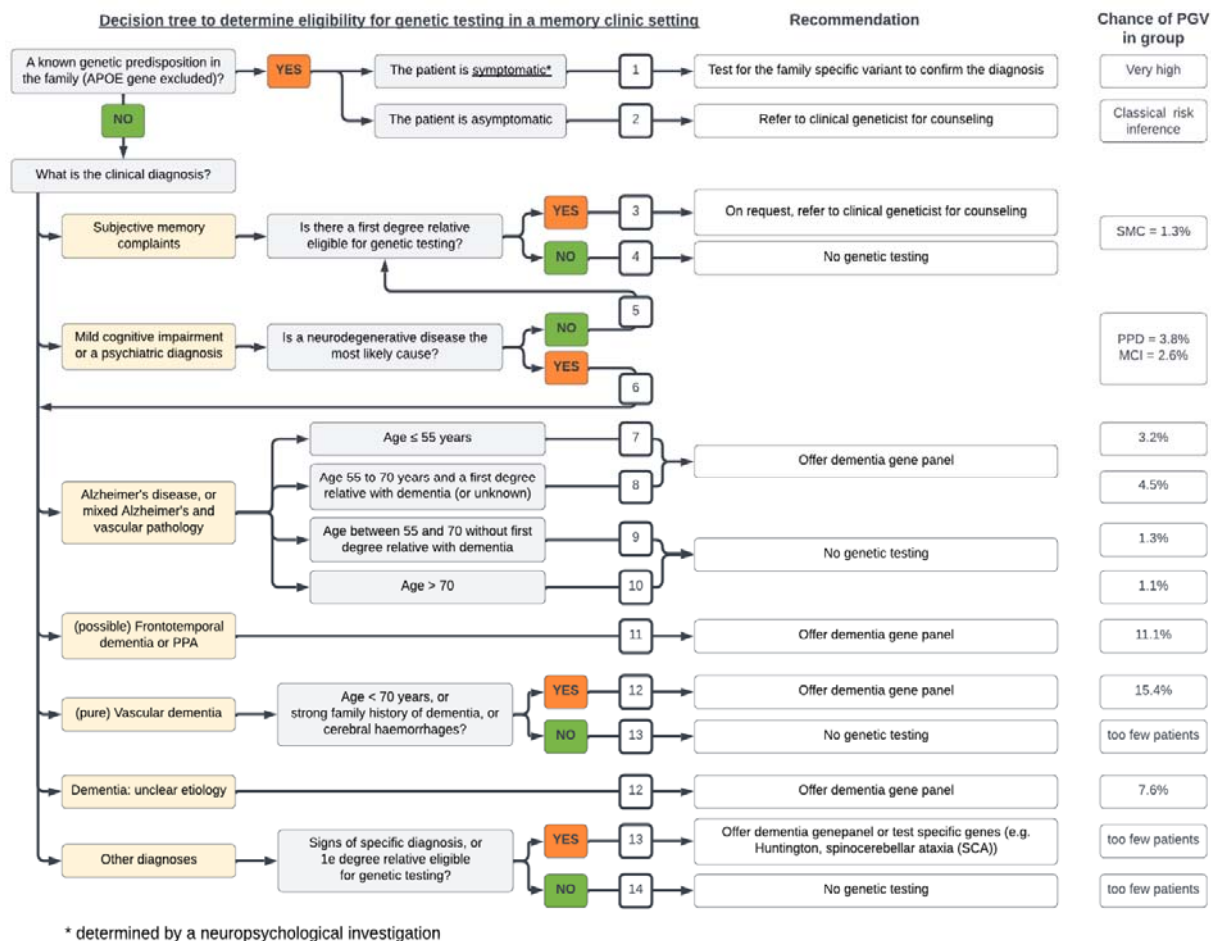 Decision tree to determine eligibility for genetic testing in a memory clinic setting
Recommendation
Chance of PGV
in group
A known genetic predisposition in
the family (APOE gene excluded)?
YES
The patient is symptomatic*
1
Test for the family specific variant to confirm the diagnosis
Very high
NO
The patient is asymptomatic
2
Refer to clinical geneticist for counseling
Classical risk
inference
What is the clinical diagnosis?
Subjective memory
complaints
Is there a first degree relative
eligible for genetic testing?
YES
3
On request, refer to clinical geneticist for counseling
NO
4
No genetic testing
SMC = 1.3%
5
Mild cognitive impairment
or a psychiatric diagnosis
Is a neurodegenerative disease the
most likely cause?
NO
YES
6
PPD = 3.8%
MCI = 2.6%
Alzheimer's disease, or
mixed Alzheimer's and
vascular pathology
Age ≤ 55 years
7
Offer dementia gene panel
3.2%
Age 55 to 70 years and a first degree
relative with dementia (or unknown)
8
4.5%
Age between 55 and 70 without first
degree relative with dementia
9
No genetic testing
1.3%
Age > 70
10
1.1%
(possible) Frontotemporal
dementia or PPA
11
Offer dementia gene panel
11.1%
(pure) Vascular dementia
Age < 70 years, or
strong family history of dementia, or
cerebral haemorrhages?
YES
12
Offer dementia gene panel
15.4%
NO
13
No genetic testing
too few patients
Dementia: unclear etiology
12
Offer dementia gene panel
7.6%
Other diagnoses
Signs of specific diagnosis, or
1e degree relative eligible
for genetic testing?
YES
13
Offer dementia genepanel or test specific genes (e.g.
Huntington, spinocerebellar ataxia (SCA))
too few patients
NO
14
No genetic testing
too few patients
* determined by a neuropsychological investigation